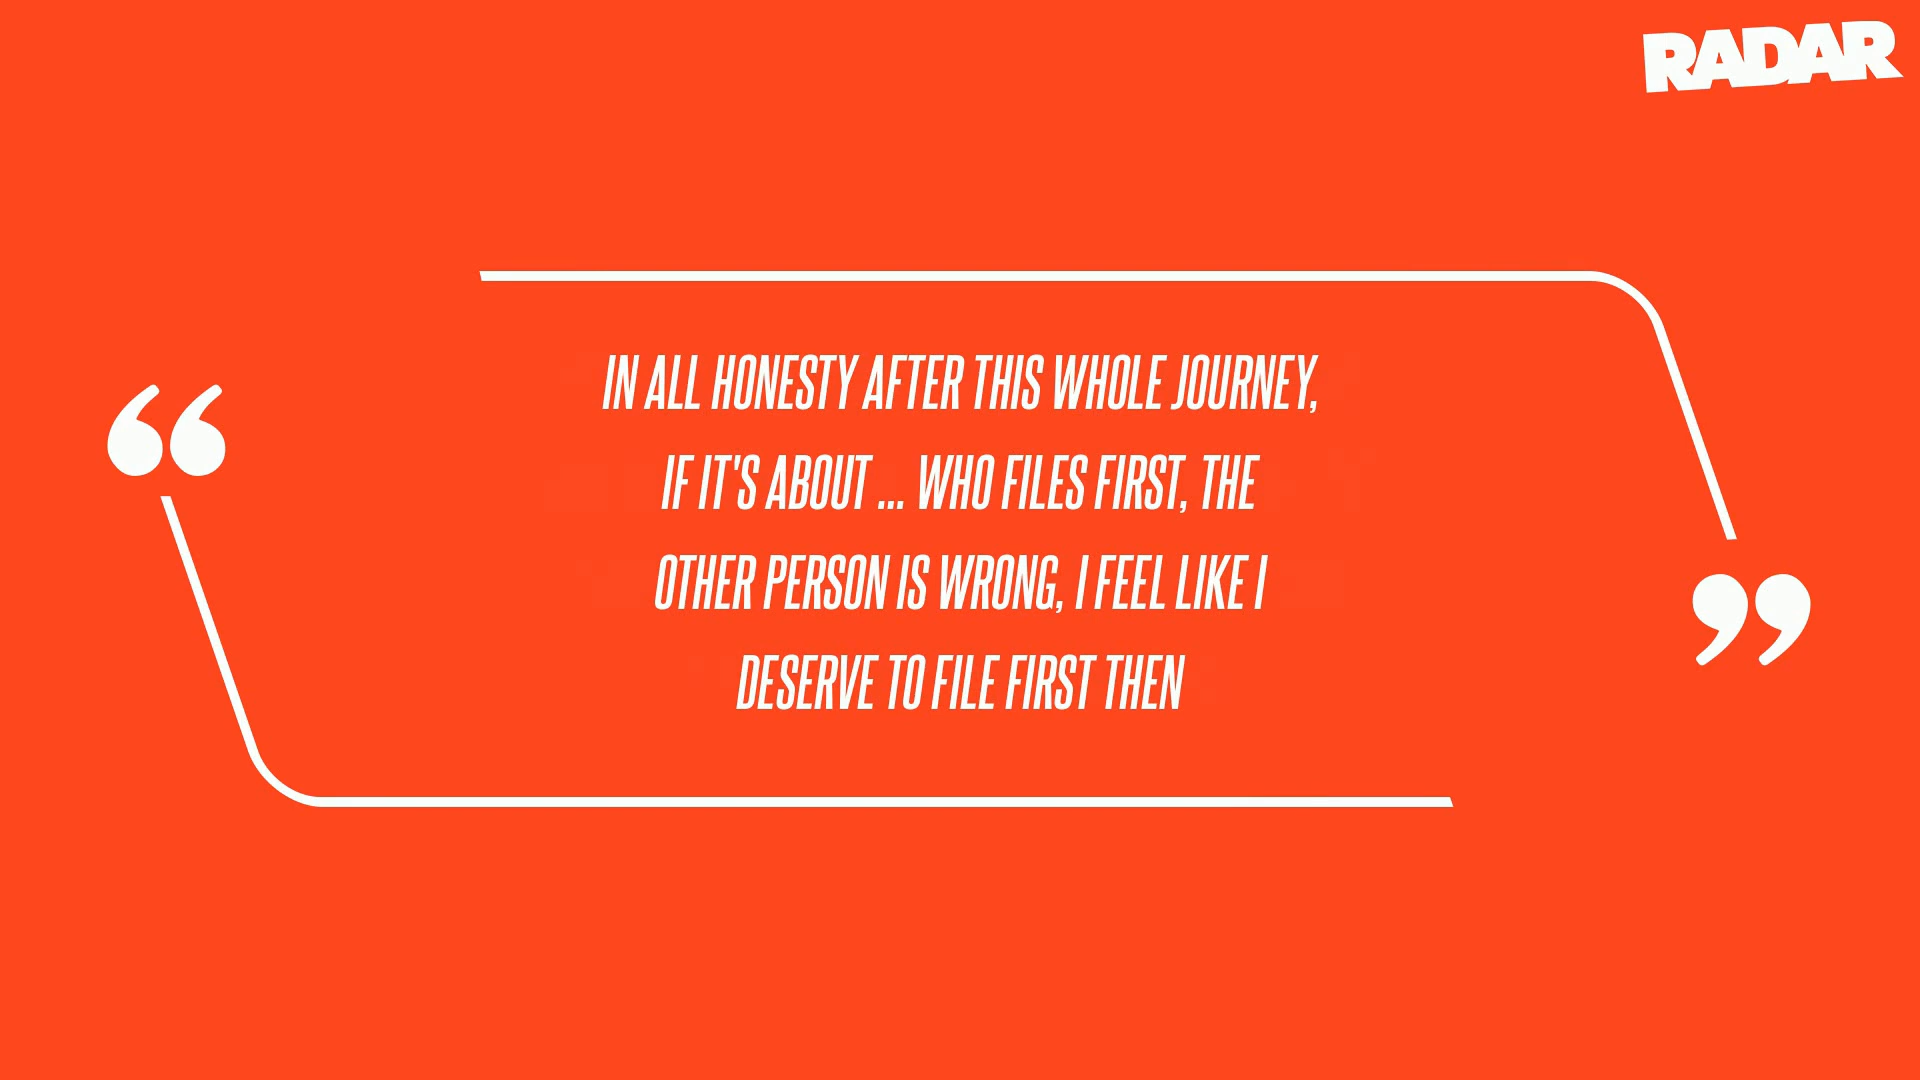 RADAR
IN ALL HONESTY AFTER THIS WHOLE JOURNEY,
IF IT'S ABOUT ... WHO FILES FIRST, THE
OTHER PERSON IS WRONG, I FEEL LIKE I
DESERVE TO FILE FIRST THEN